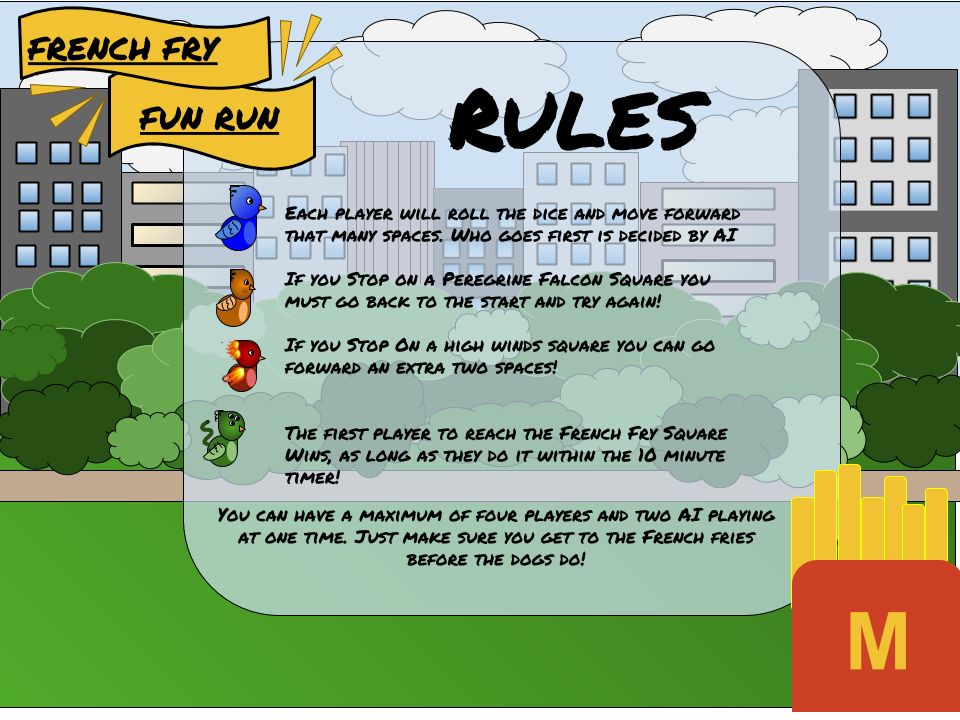 French Fry
Fun Run
Rules
Each player will roll the dice and move forward
that many spaces. Who goes first is decided by AI
If you Stop on a Peregrine Falcon Square you
must go back to the start and try again!
If you Stop On a high winds square you can go
forward an extra two spaces!
The first player to reach the French Fry Square
Wins, as long as they do it within the 10 minute
timer!
You can have a maximum of four players and two AI playing
at one time. Just make sure you get to the French fries
before the dogs do!
M